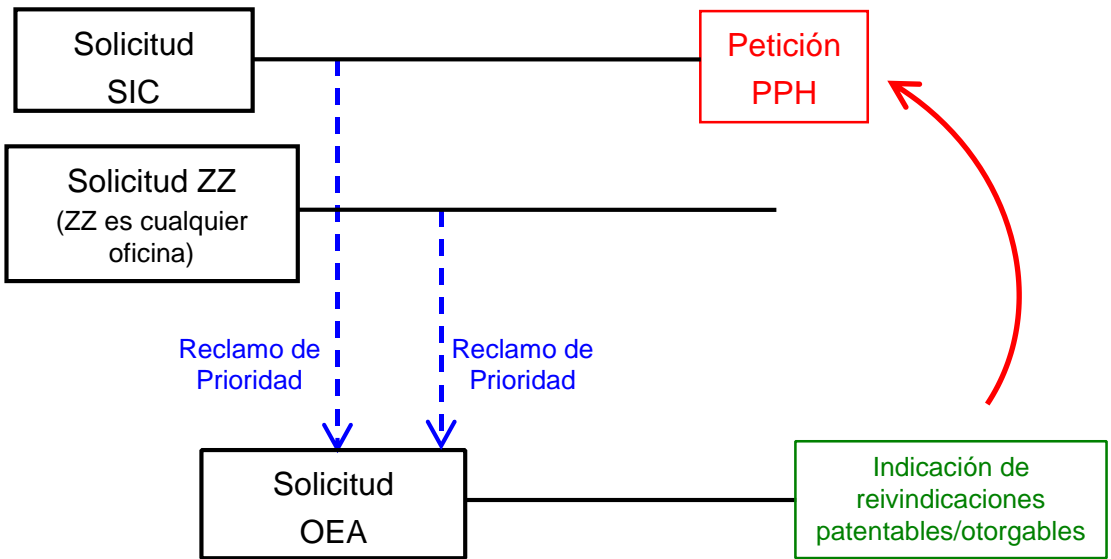 Solicitud
SIC
Petición
PPH
Solicitud ZZ
(ZZ es cualquier
oficina)
Reclamo de
Prioridad
Reclamo de
Prioridad
Solicitud
OEA
Indicación de
reivindicaciones
patentables/otorgables